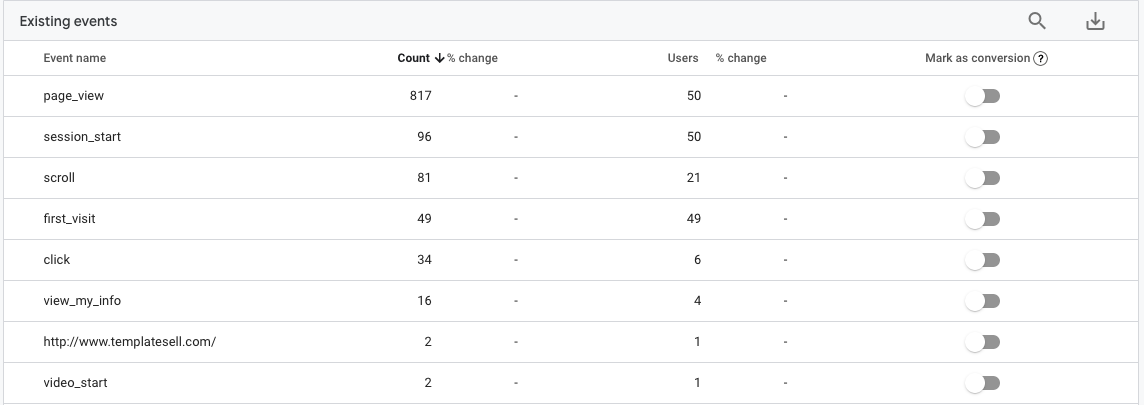 Existing events
Event name Count ↓ % change Users % change Mark as conversion ?
page_view 817 - 50 -
session_start 96 - 50 -
scroll 81 - 21 -
first_visit 49 - 49 -
click 34 - 6 -
view_my_info 16 - 4 -
http://www.templatesell.com/ 2 - 1 -
video_start 2 - 1 -